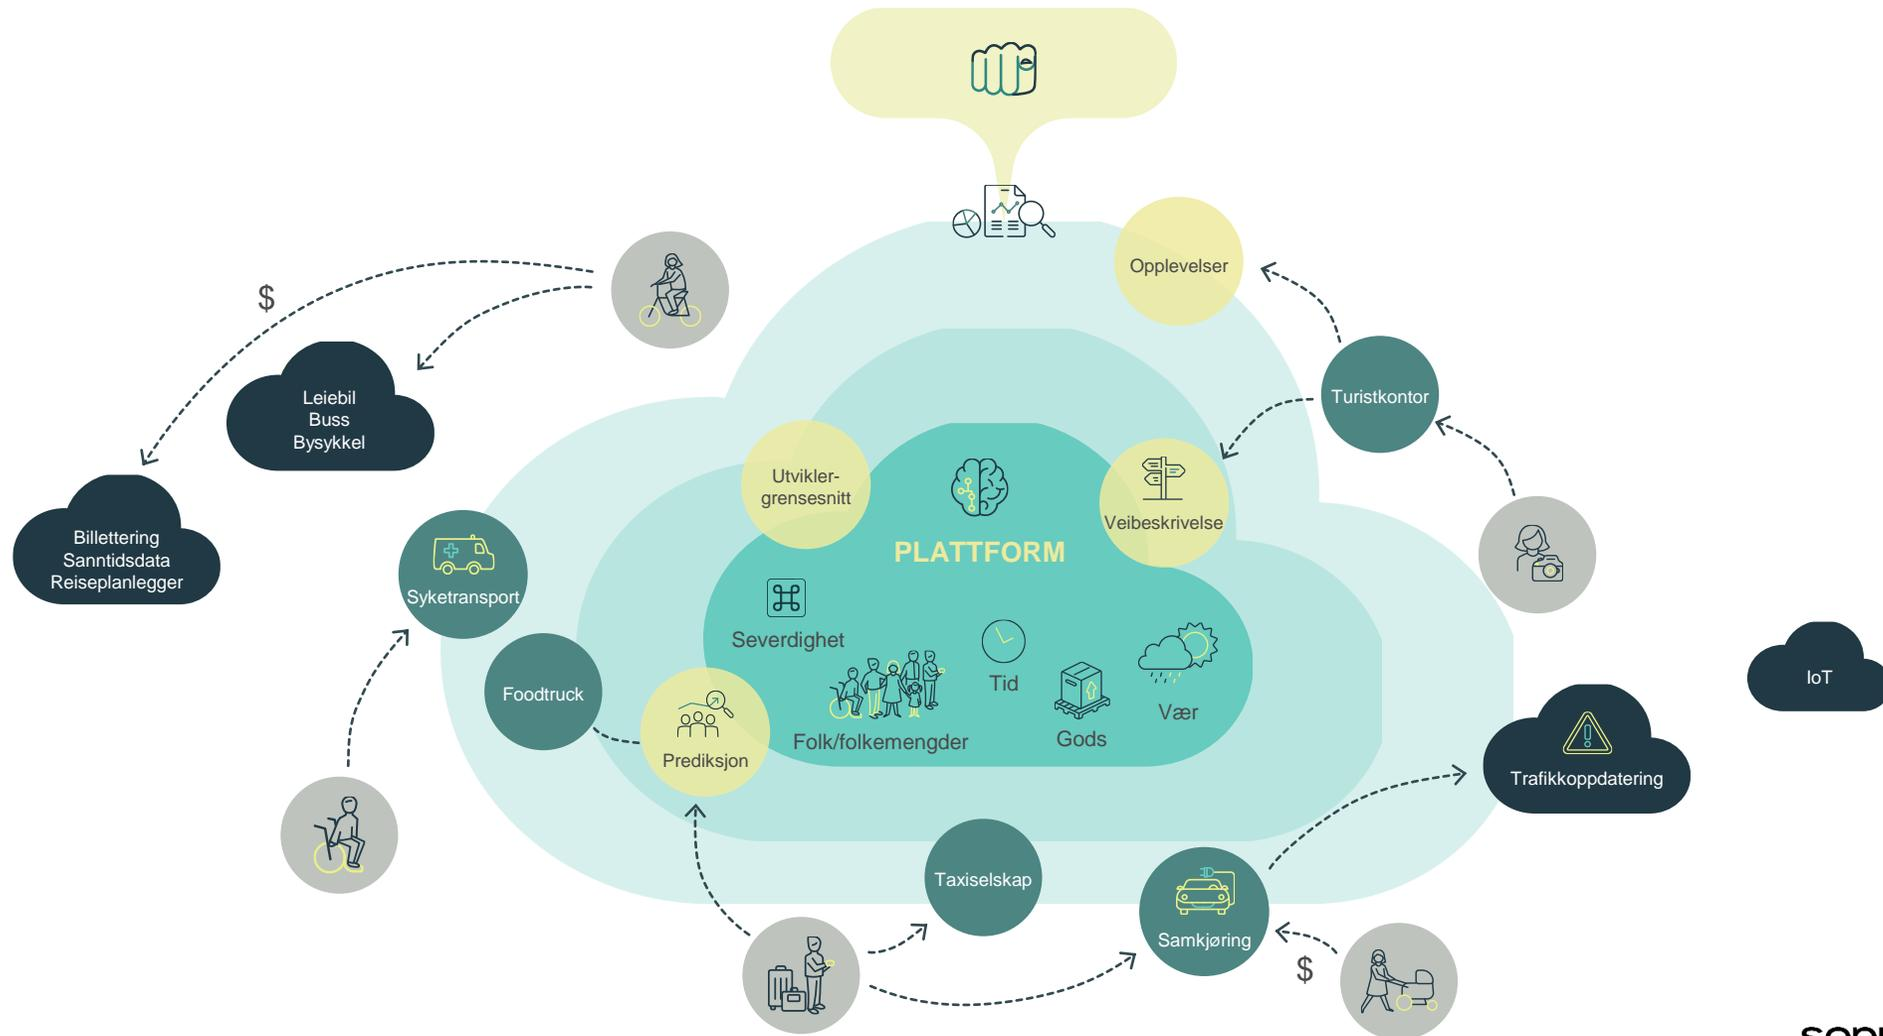 Opplevelser
$
Leiebil
Buss
Bysykkel
Turistkontor
Utvikler-
grensesnitt
Veibeskrivelse
PLATTFORM
Billettering
Sanntidsdata
Reiseplanlegger
Syketransport
Severdighet
Foodtruck
Tid
Vær
IoT
Folk/folkemengder
Gods
Prediksjon
Trafikkoppdatering
Taxiselskap
Samkjøring
$